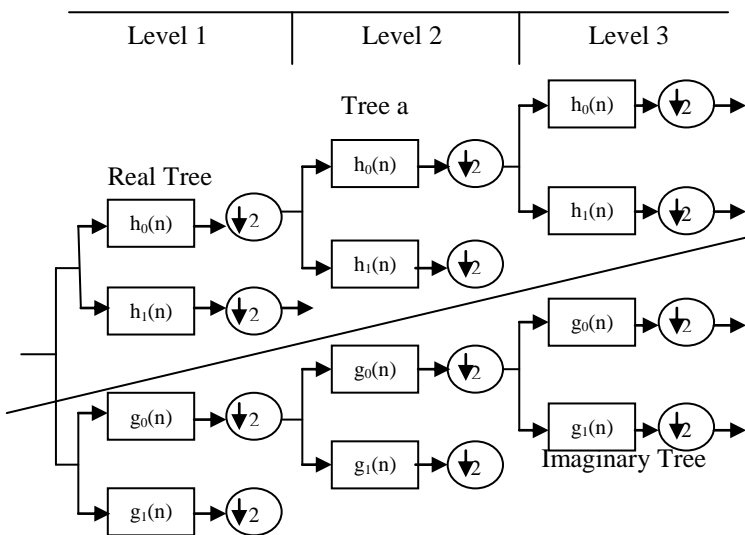 Level 1 Level 2 Level 3
Tree a
Real Tree
h₀(n) ↓2 h₀(n) ↓2 h₀(n) ↓2
h₁(n) ↓2 h₁(n) ↓2 h₁(n) ↓2
g₀(n) ↓2 g₀(n) ↓2 g₀(n) ↓2
g₁(n) ↓2 g₁(n) ↓2 g₁(n) ↓2
Imaginary Tree